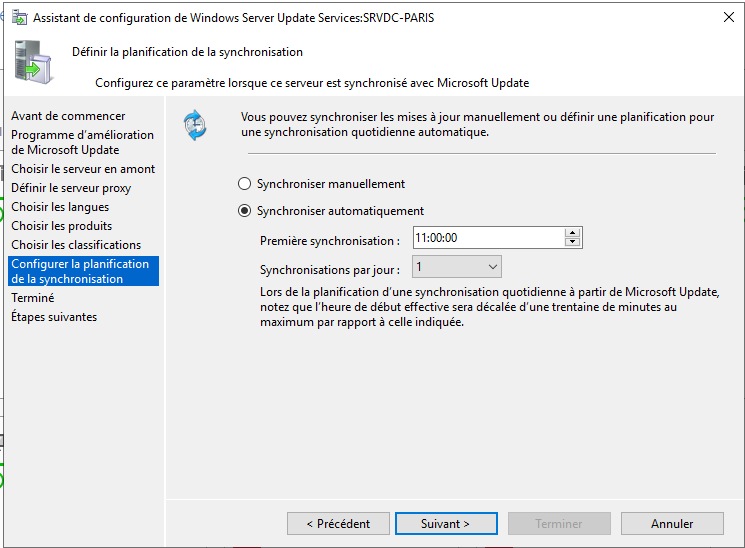 Assistant de configuration de Windows Server Update Services:SRVDC-PARIS
Définir la planification de la synchronisation
Configurez ce paramètre lorsque ce serveur est synchronisé avec Microsoft Update
Avant de commencer
Programme d'amélioration
de Microsoft Update
Choisir le serveur en amont
Définir le serveur proxy
Choisir les langues
Choisir les produits
Choisir les classifications
Configurer la planification
de la synchronisation
Terminé
Étapes suivantes
Vous pouvez synchroniser les mises à jour manuellement ou définir une planification pour
une synchronisation quotidienne automatique.
Synchroniser manuellement
Synchroniser automatiquement
Première synchronisation : 11:00:00
Synchronisations par jour : 1
Lors de la planification d'une synchronisation quotidienne à partir de Microsoft Update,
notez que l'heure de début effective sera décalée d'une trentaine de minutes au
maximum par rapport à celle indiquée.
< Précédent Suivant > Terminer Annuler